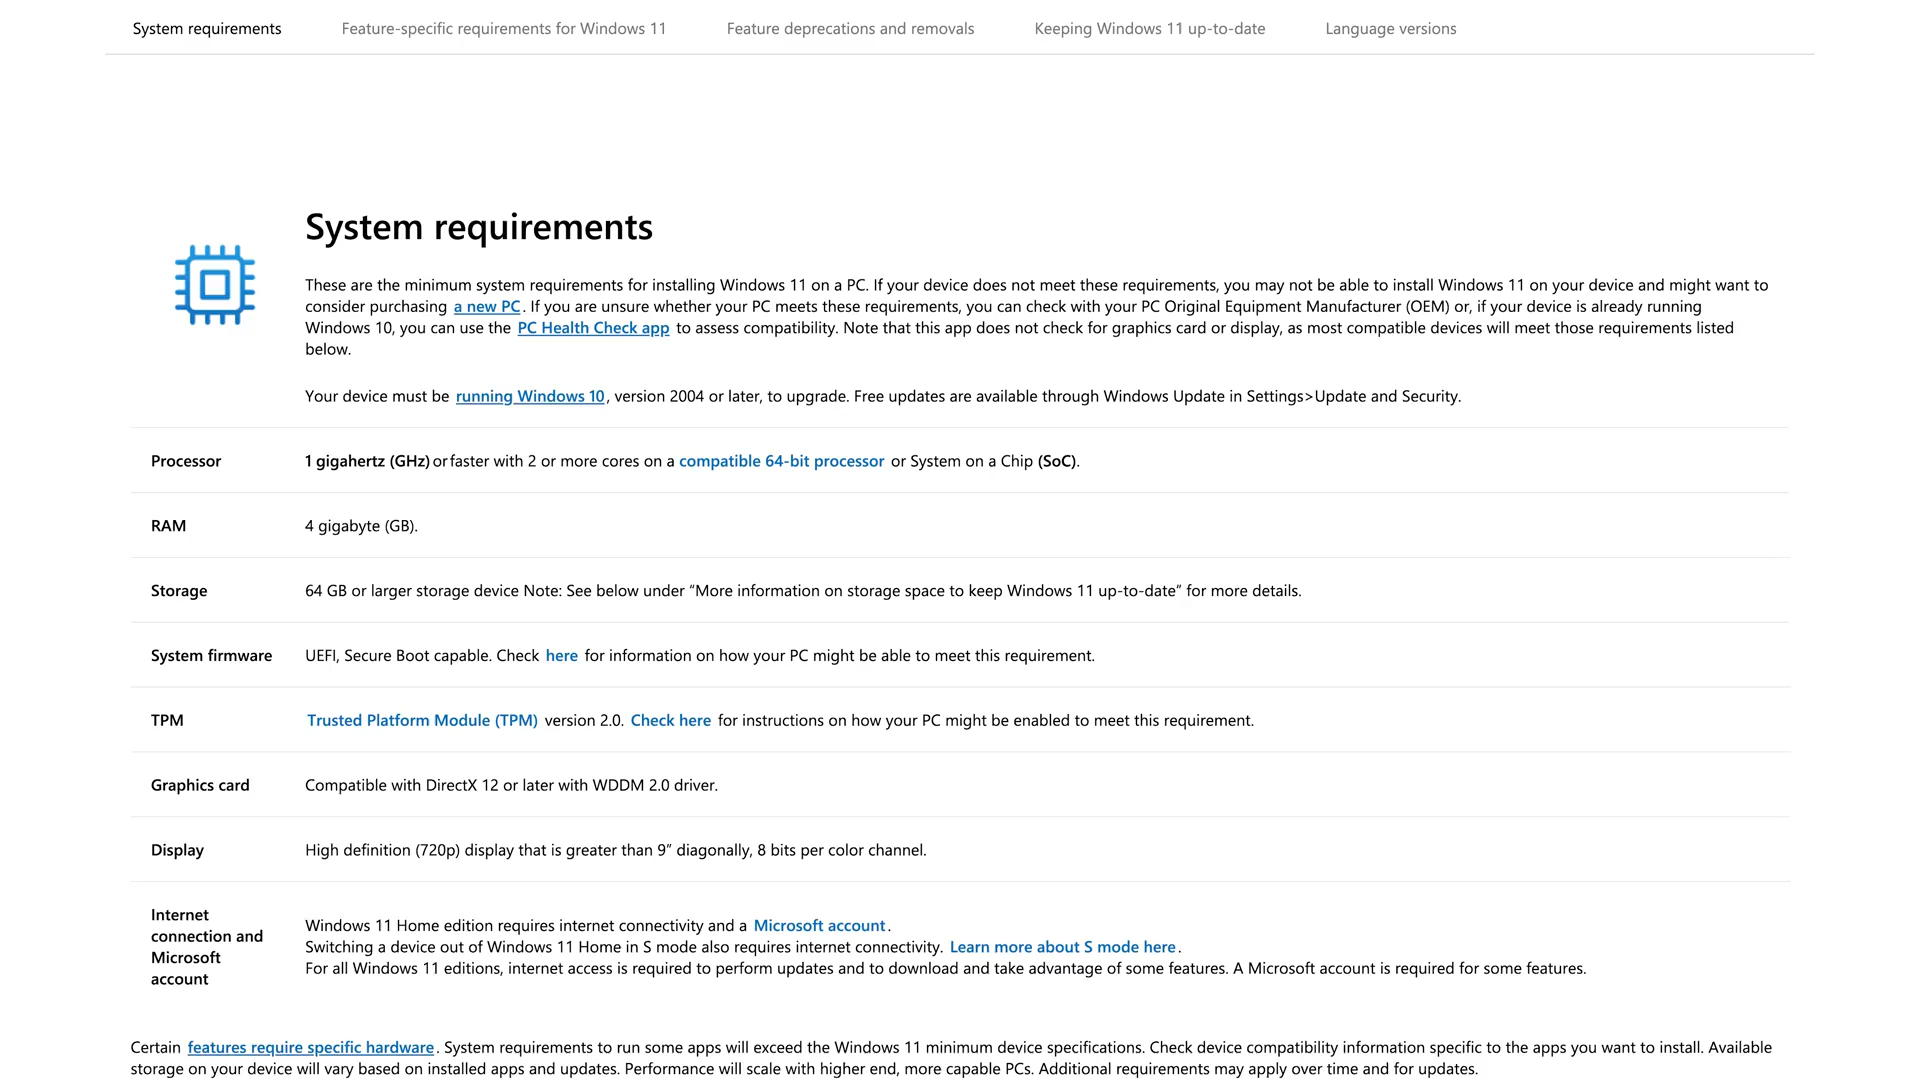 System requirements Feature-specific requirements for Windows 11 Feature deprecations and removals Keeping Windows 11 up-to-date Language versions
System requirements
These are the minimum system requirements for installing Windows 11 on a PC. If your device does not meet these requirements, you may not be able to install Windows 11 on your device and might want to
consider purchasing a new PC. If you are unsure whether your PC meets these requirements, you can check with your PC Original Equipment Manufacturer (OEM) or, if your device is already running
Windows 10, you can use the PC Health Check app to assess compatibility. Note that this app does not check for graphics card or display, as most compatible devices will meet those requirements listed
below.
Your device must be running Windows 10, version 2004 or later, to upgrade. Free updates are available through Windows Update in Settings>Update and Security.
Processor 1 gigahertz (GHz) or faster with 2 or more cores on a compatible 64-bit processor or System on a Chip (SoC).
RAM 4 gigabyte (GB).
Storage 64 GB or larger storage device Note: See below under “More information on storage space to keep Windows 11 up-to-date” for more details.
System firmware UEFI, Secure Boot capable. Check here for information on how your PC might be able to meet this requirement.
TPM Trusted Platform Module (TPM) version 2.0. Check here for instructions on how your PC might be enabled to meet this requirement.
Graphics card Compatible with DirectX 12 or later with WDDM 2.0 driver.
Display High definition (720p) display that is greater than 9” diagonally, 8 bits per color channel.
Internet
connection and
Microsoft
account
Windows 11 Home edition requires internet connectivity and a Microsoft account.
Switching a device out of Windows 11 Home in S mode also requires internet connectivity. Learn more about S mode here.
For all Windows 11 editions, internet access is required to perform updates and to download and take advantage of some features. A Microsoft account is required for some features.
Certain features require specific hardware. System requirements to run some apps will exceed the Windows 11 minimum device specifications. Check device compatibility information specific to the apps you want to install. Available
storage on your device will vary based on installed apps and updates. Performance will scale with higher end, more capable PCs. Additional requirements may apply over time and for updates.